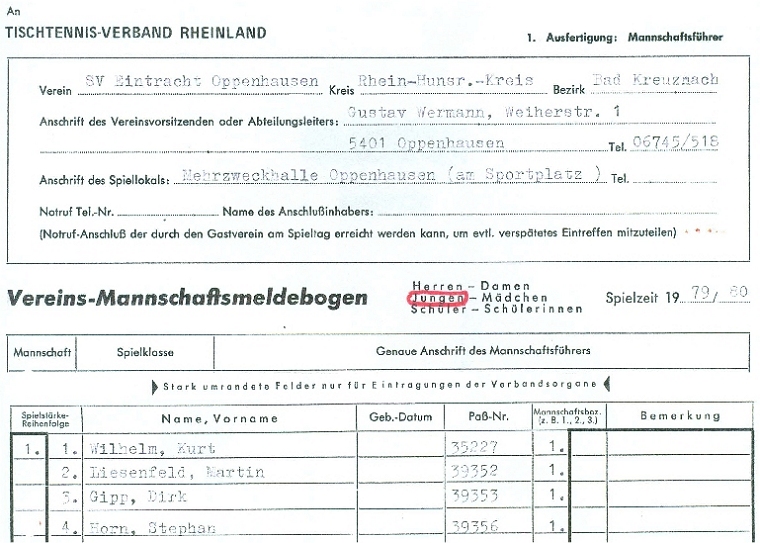 An
TISCHTENNIS-VERBAND RHEINLAND
1. Ausfertigung: Mannschaftsführer
Verein SV Eintracht Oppenhausen Kreis Rhein-Hunsr.-Kreis Bezirk Bad Kreuznach
Anschrift des Vereinsvorsitzenden oder Abteilungsleiters: Gustav Wermann, Weiherstr. 1
5401 Oppenhausen Tel. 06745/518
Anschrift des Spiellokals: Mehrzweckhalle Oppenhausen (am Sportplatz ) Tel.
Notruf Tel.-Nr. Name des Anschlußinhabers:
(Notruf-Anschluß der durch den Gastverein am Spieltag erreicht werden kann, um evtl. verspätetes Eintreffen mitzuteilen)
Herren – Damen
Vereins-Mannschaftsmeldebogen Jungen – Mädchen Spielzeit 19 79/ 80
Schüler – Schülerinnen
Mannschaft Spielklasse Genaue Anschrift des Mannschaftsführers
Stark umrandete Felder nur für Eintragungen der Verbandsorgane
Spielstärke-Reihenfolge Name, Vorname Geb.-Datum Paß-Nr. Mannschaftsbez. (z. B. 1., 2., 3.) Bemerkung
1. 1. Wilhelm, Kurt 35227 1.
2. Liesenfeld, Martin 39352 1.
3. Gipp, Dirk 39353 1.
4. Horn, Stephan 39356 1.